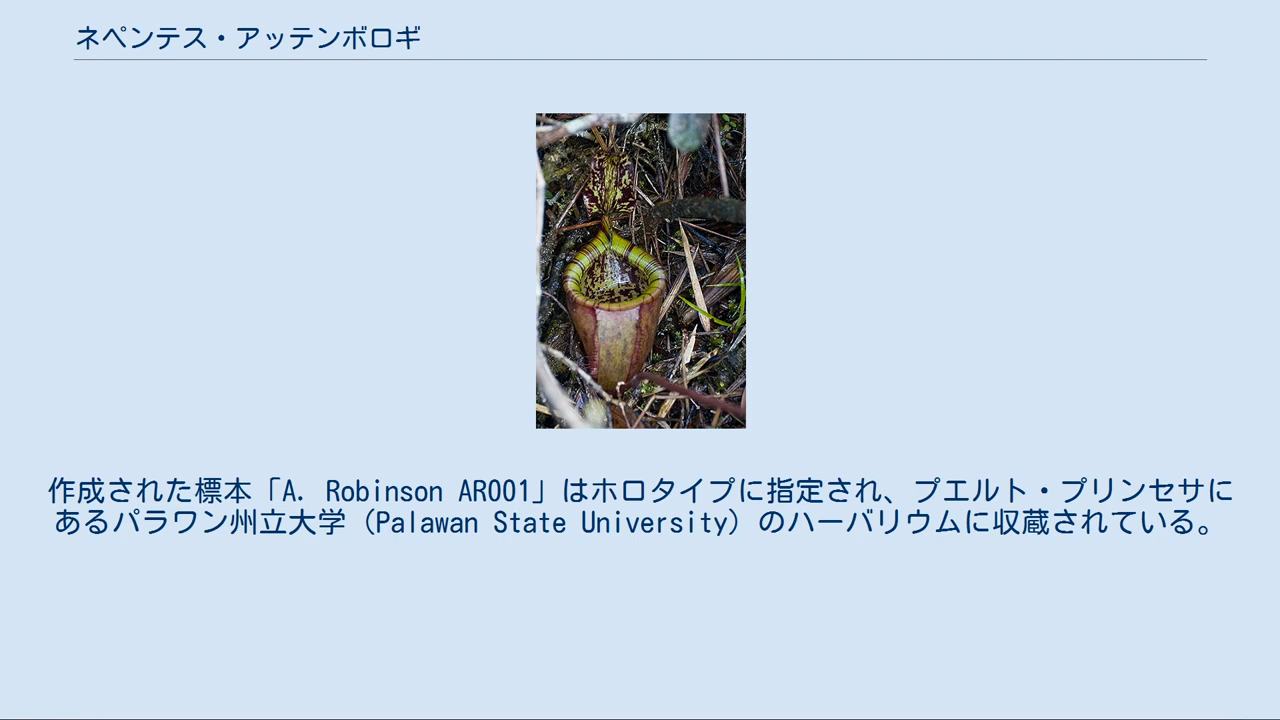 ネペンテス・アッテンボロギ
作成された標本「A. Robinson AR001」はホロタイプに指定され、プエルト・プリンセサに
あるパラワン州立大学（Palawan State University）のハーバリウムに収蔵されている。